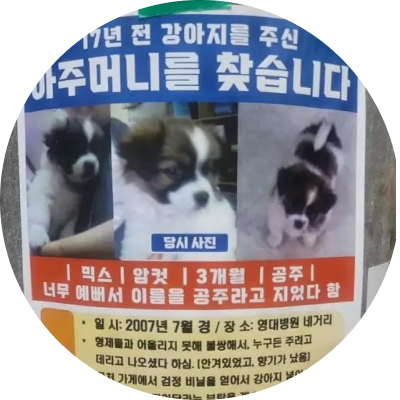 17년 전 강아지를 주신
아주머니를 찾습니다
당시 사진
| 믹스 | 암컷 | 3개월 | 공주 |
너무 예뻐서 이름을 공주라고 지었다 함
• 일 시: 2007년 7월 경 / 장 소: 영대병원 네거리
• 형제들과 어울리지 못해 불쌍해서, 누구든 주려고
데리고 나오셨다 하심. (안겨있었고, 향기가 났음)
가게에서 검정 비닐을 얻어서 강아지